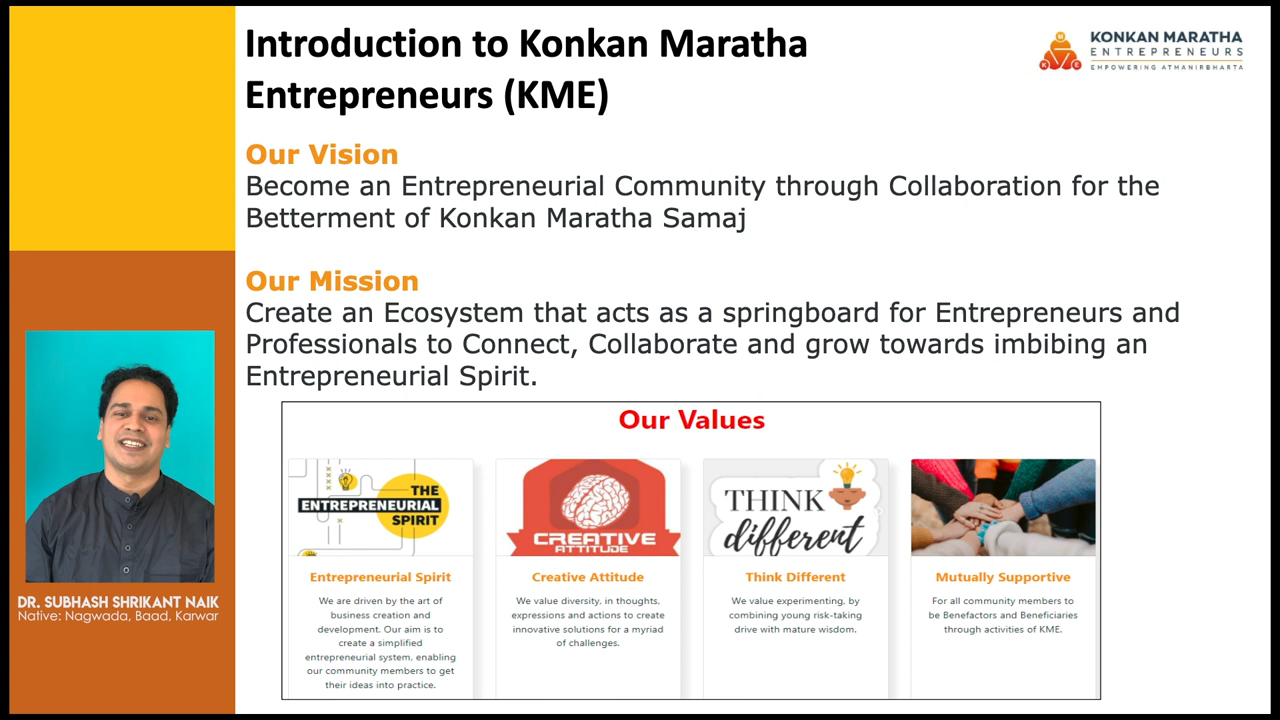 Introduction to Konkan Maratha
Entrepreneurs (KME)
KONKAN MARATHA
ENTREPRENEURS
EMPOWERING ATMANIRBHARTA
M
K
E
Our Vision
Become an Entrepreneurial Community through Collaboration for the
Betterment of Konkan Maratha Samaj
Our Mission
Create an Ecosystem that acts as a springboard for Entrepreneurs and
Professionals to Connect, Collaborate and grow towards imbibing an
Entrepreneurial Spirit.
Our Values
THE
ENTREPRENEURIAL
SPIRIT
Entrepreneurial Spirit
We are driven by the art of
business creation and
development. Our aim is to
create a simplified
entrepreneurial system, enabling
our community members to get
their ideas into practice.
CREATIVE
ATTITUDE
Creative Attitude
We value diversity, in thoughts,
expressions and actions to create
innovative solutions for a myriad
of challenges.
THINK
different
Think Different
We value experimenting, by
combining young risk-taking
drive with mature wisdom.
Mutually Supportive
For all community members to
be Benefactors and Beneficiaries
through activities of KME.
DR. SUBHASH SHRIKANT NAIK
Native: Nagwada, Baad, Karwar